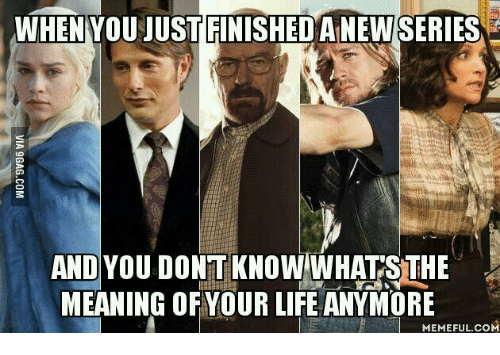 WHEN YOU JUST FINISHED A NEW SERIES
VIA 9GAG.COM
AND YOU DON'T KNOW WHAT'S THE
MEANING OF YOUR LIFE ANYMORE
MEMEFUL.COM